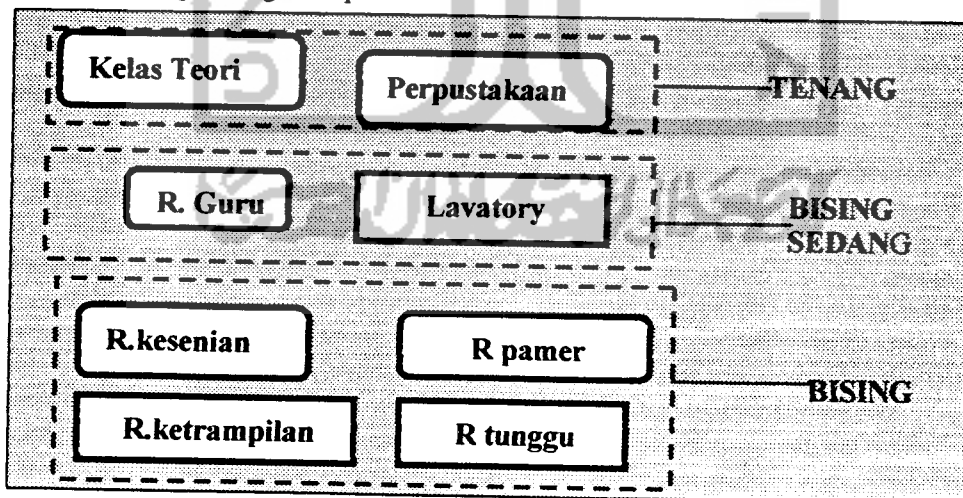 Kelas Teori
Perpustakaan
TENANG
R. Guru
Lavatory
BISING
SEDANG
R.kesenian
R pamer
BISING
R.ketrampilan
R tunggu